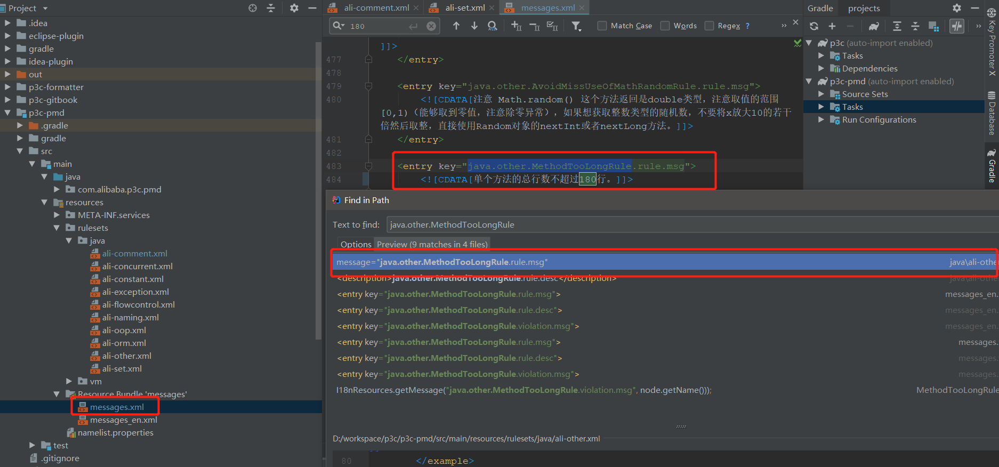 Project
.idea
eclipse-plugin
gradle
idea-plugin
out
p3c-formatter
p3c-gitbook
p3c-pmd
.gradle
gradle
src
main
java
com.alibaba.p3c.pmd
resources
META-INF.services
rulesets
java
ali-comment.xml
ali-concurrent.xml
ali-constant.xml
ali-exception.xml
ali-flowcontrol.xml
ali-naming.xml
ali-oop.xml
ali-orm.xml
ali-other.xml
ali-set.xml
vm
Resource Bundle 'messages'
messages.xml
messages_en.xml
namelist.properties
test
.gitignore
ali-comment.xml ali-set.xml messages.xml
180 Match Case Words Regex ?
]]>
477 </entry>
478
479 <entry key="java.other.AvoidMissUseOfMathRandomRule.rule.msg">
480 <![CDATA[注意 Math.random() 这个方法返回是double类型，注意取值的范围
[0,1)（能够取到零值，注意除零异常），如果想获取整数类型的随机数，不要将x放大10的若干
倍然后取整，直接使用Random对象的nextInt或者nextLong方法。]]>
481 </entry>
482
483 <entry key="java.other.MethodTooLongRule.rule.msg">
484 <![CDATA[单个方法的总行数不超过180行。]]>
Find in Path
Text to find: java.other.MethodTooLongRule
Options Preview (9 matches in 4 files)
message="java.other.MethodTooLongRule.rule.msg" java\ali-othe
<description>java.other.MethodTooLongRule.rule.desc</description> java\ali-othe
<entry key="java.other.MethodTooLongRule.rule.msg"> messages_en.
<entry key="java.other.MethodTooLongRule.rule.desc"> messages_en.
<entry key="java.other.MethodTooLongRule.violation.msg"> messages_en.
<entry key="java.other.MethodTooLongRule.rule.msg"> messages.
<entry key="java.other.MethodTooLongRule.rule.desc"> messages.
<entry key="java.other.MethodTooLongRule.violation.msg"> messages.
I18nResources.getMessage("java.other.MethodTooLongRule.violation.msg", node.getName())); MethodTooLongRule
D:/workspace/p3c/p3c-pmd/src/main/resources/rulesets/java/ali-other.xml
80 </example>
Gradle projects
p3c (auto-import enabled)
Tasks
Dependencies
p3c-pmd (auto-import enabled)
Source Sets
Tasks
Run Configurations
Key Promoter X
Database
Gradle